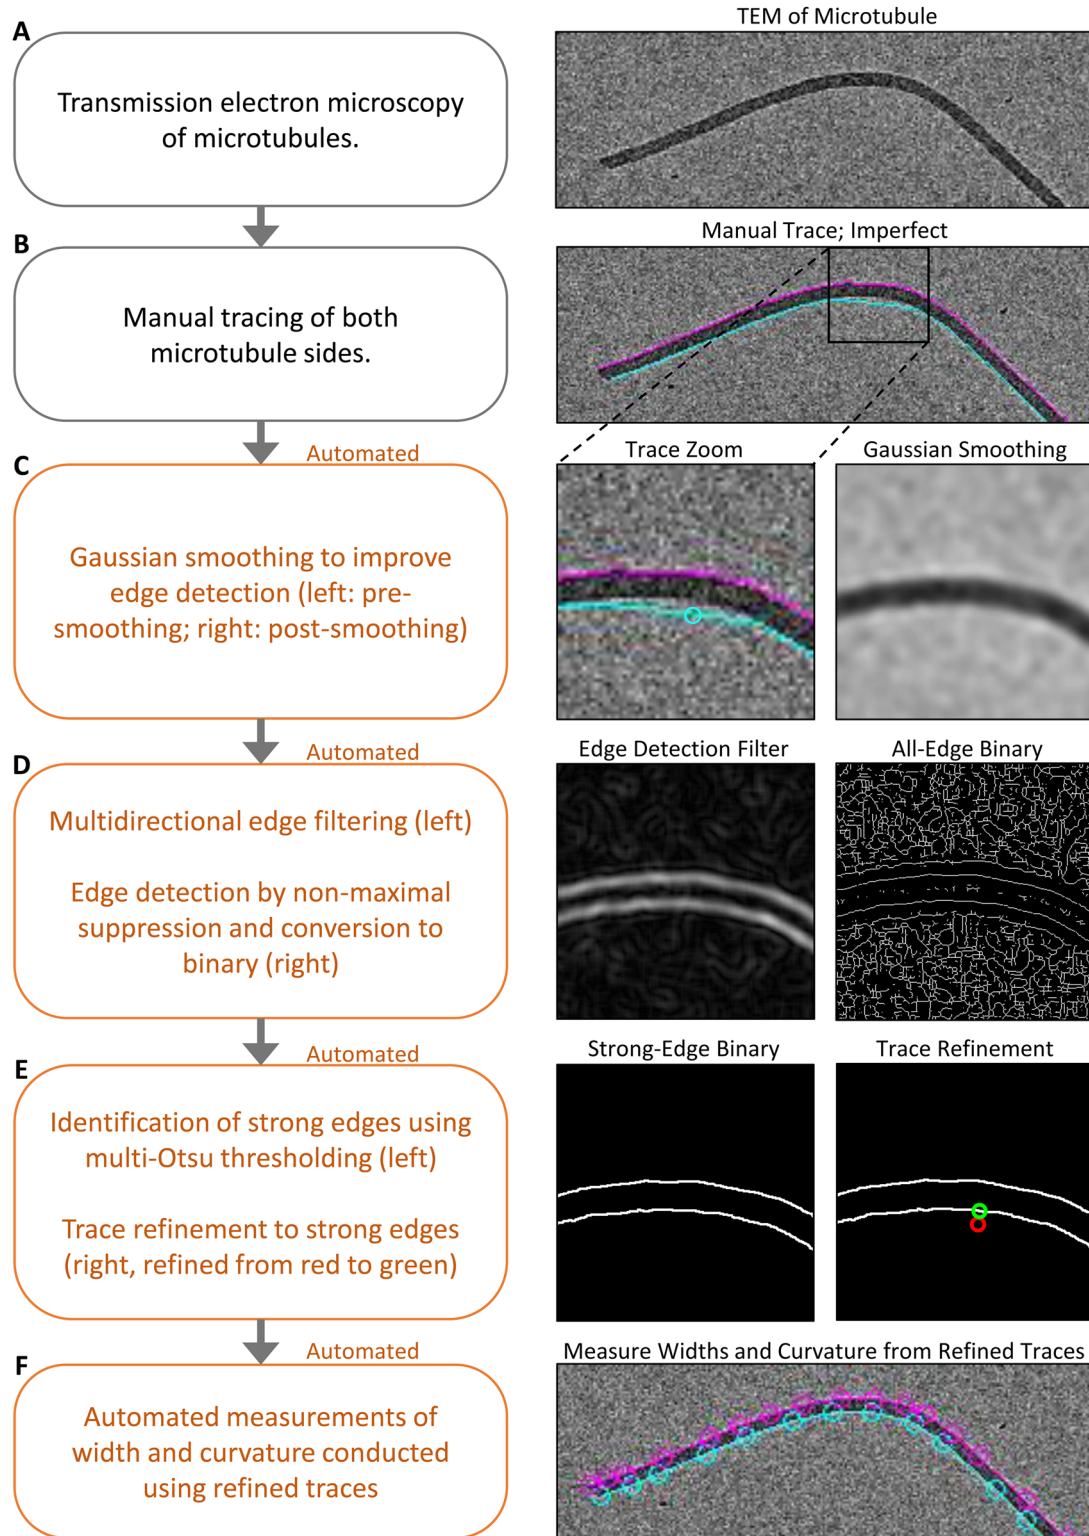 A
Transmission electron microscopy
of microtubules.
TEM of Microtubule
B
Manual tracing of both
microtubule sides.
Manual Trace; Imperfect
Automated
C
Gaussian smoothing to improve
edge detection (left: pre-
smoothing; right: post-smoothing)
Trace Zoom
Gaussian Smoothing
Automated
D
Multidirectional edge filtering (left)
Edge detection by non-maximal
suppression and conversion to
binary (right)
Edge Detection Filter
All-Edge Binary
Automated
E
Identification of strong edges using
multi-Otsu thresholding (left)
Trace refinement to strong edges
(right, refined from red to green)
Strong-Edge Binary
Trace Refinement
Automated
F
Automated measurements of
width and curvature conducted
using refined traces
Measure Widths and Curvature from Refined Traces